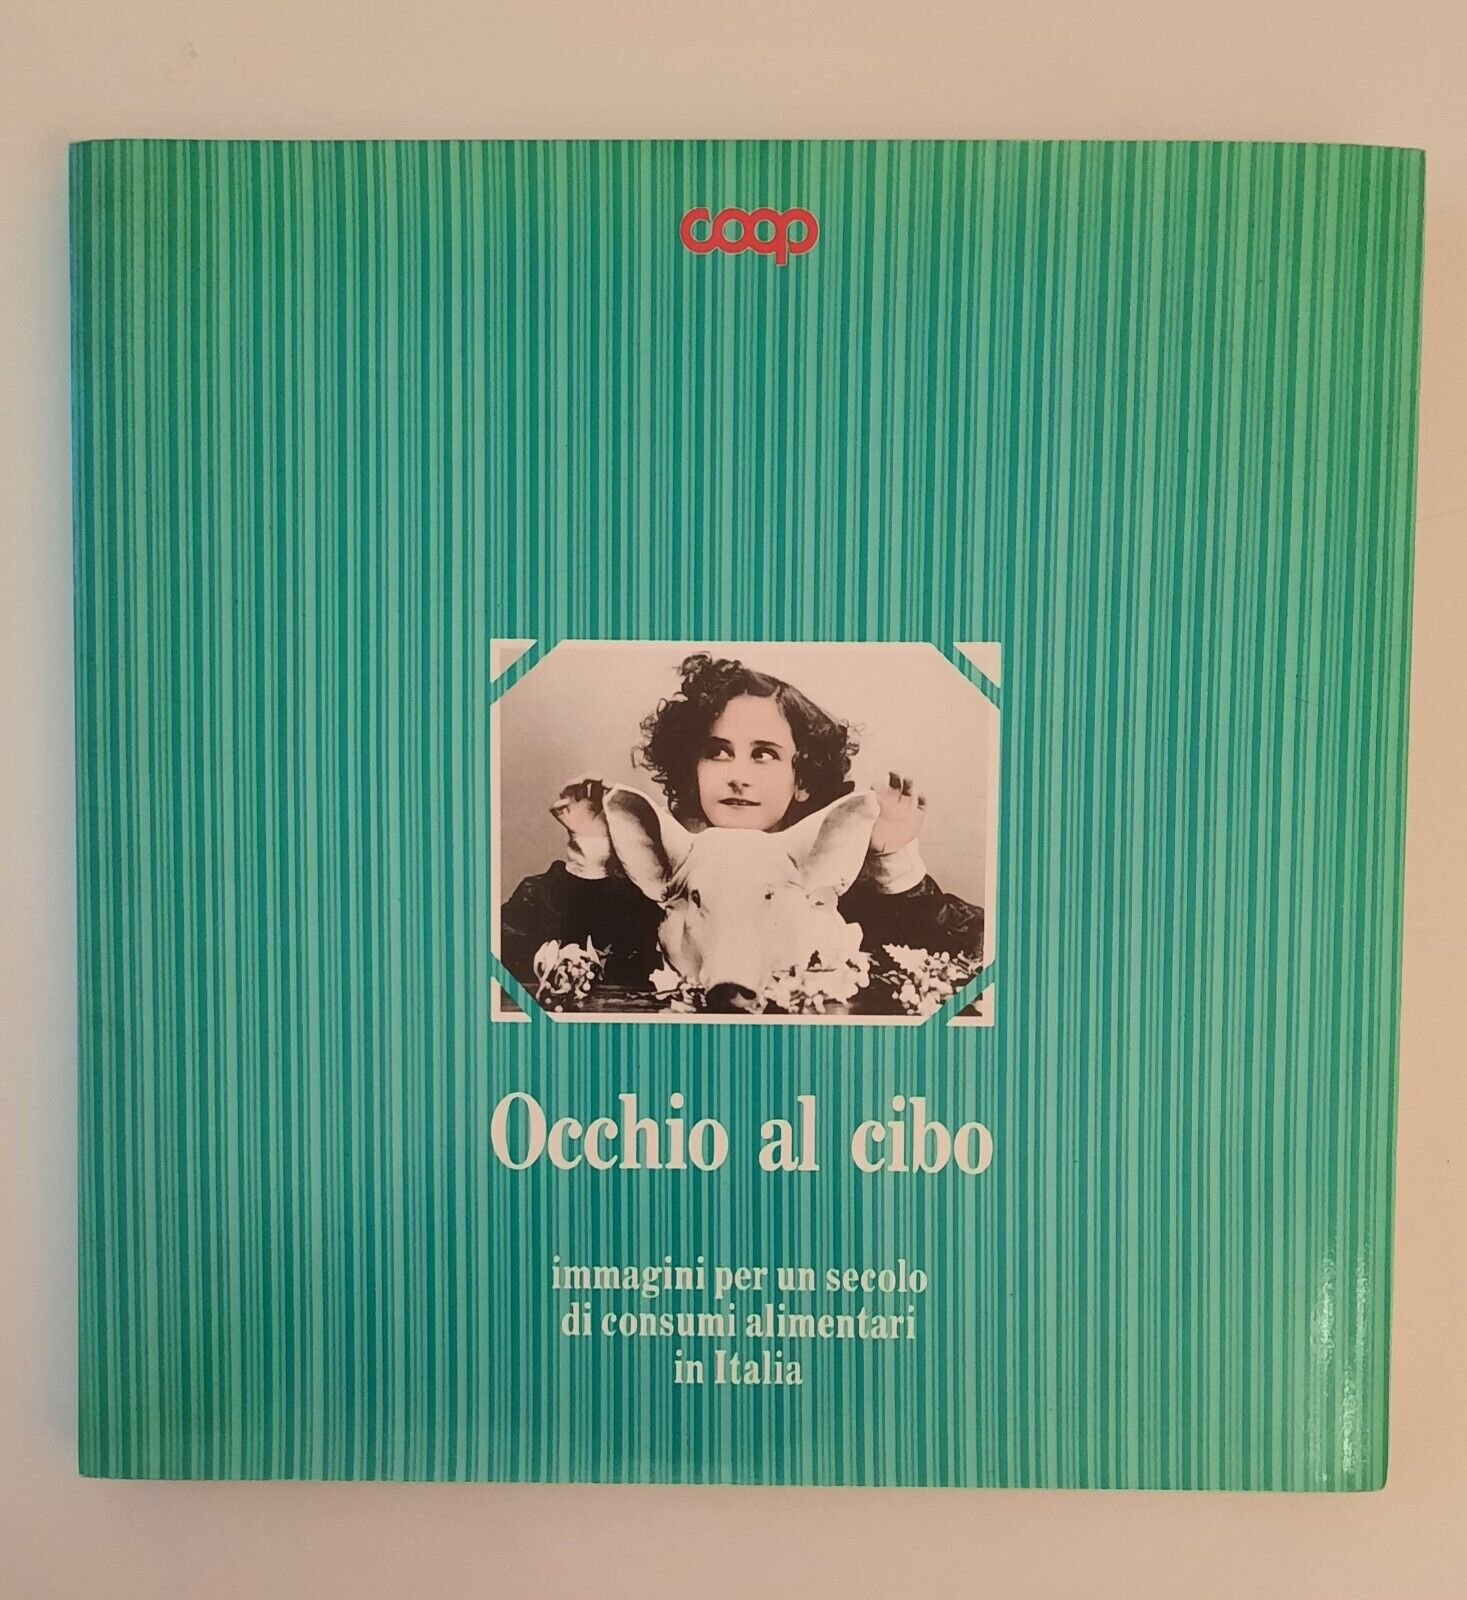 coop
Occhio al cibo
immagini per un secolo
di consumi alimentari
in Italia